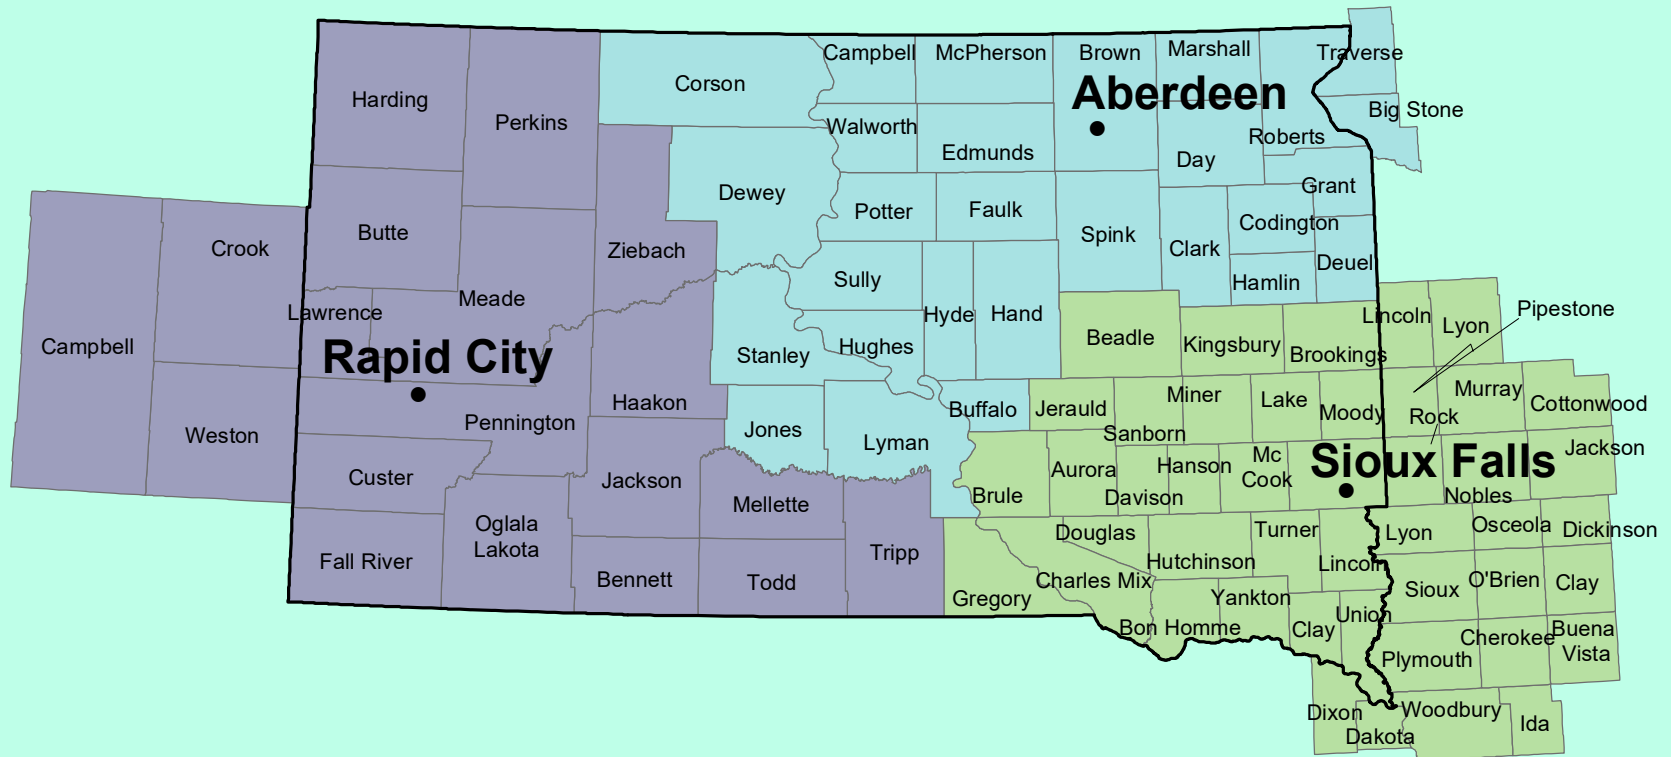 Campbell
McPherson
Brown
Marshall
Traverse
Corson
Harding
Perkins
Aberdeen
Big Stone
Walworth
Edmunds
Day
Roberts
Dewey
Potter
Faulk
Grant
Codington
Butte
Crook
Ziebach
Spink
Clark
Deuel
Sully
Hamlin
Meade
Lawrence
Hyde
Hand
Lincoln
Lyon
Pipestone
Campbell
Rapid City
Stanley
Hughes
Beadle
Kingsbury
Brookings
Haakon
Buffalo
Jerauld
Miner
Lake
Moody
Rock
Murray
Cottonwood
Weston
Pennington
Jones
Lyman
Sanborn
Sioux Falls
Jackson
Custer
Jackson
Mellette
Brule
Aurora
Davison
Hanson
Mc
Cook
Nobles
Oglala
Lakota
Fall River
Bennett
Todd
Tripp
Gregory
Douglas
Charles Mix
Hutchinson
Turner
Lincoln
Lyon
Osceola
Dickinson
Sioux
O'Brien
Clay
Bon Homme
Yankton
Clay
Union
Plymouth
Cherokee
Buena
Vista
Dixon
Dakota
Woodbury
Ida